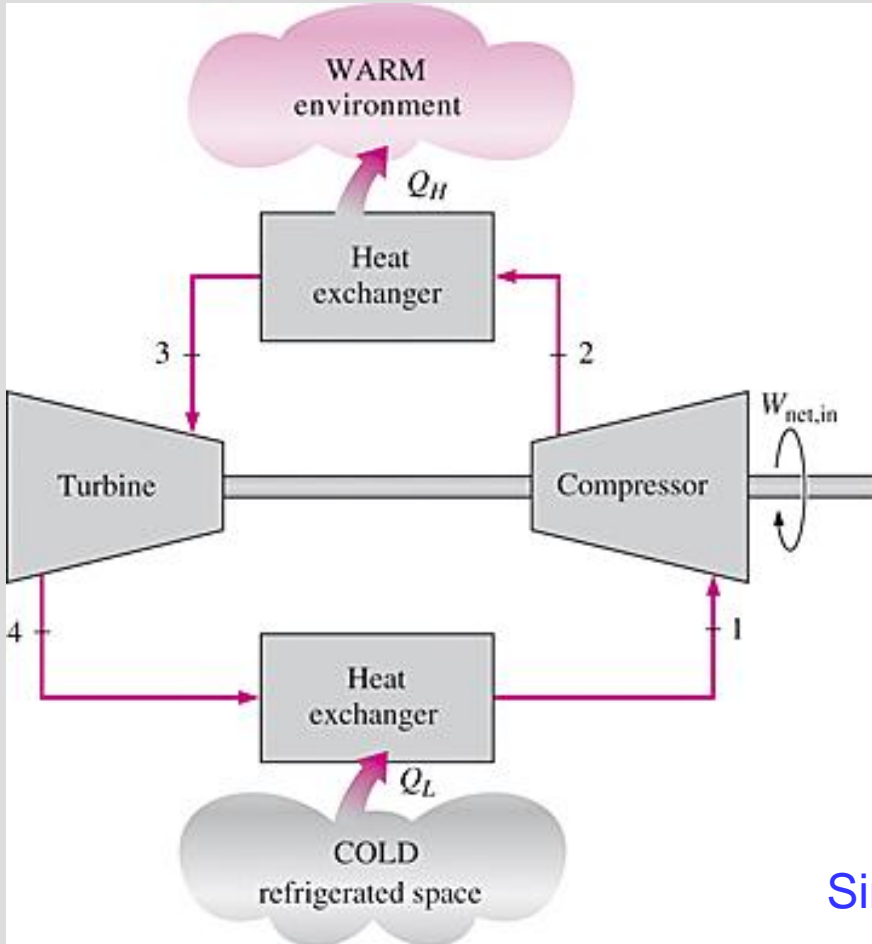 WARM
environment
Q_H
Heat
exchanger
3
2
W_net,in
Turbine
Compressor
4
1
Heat
exchanger
Q_L
COLD
refrigerated space